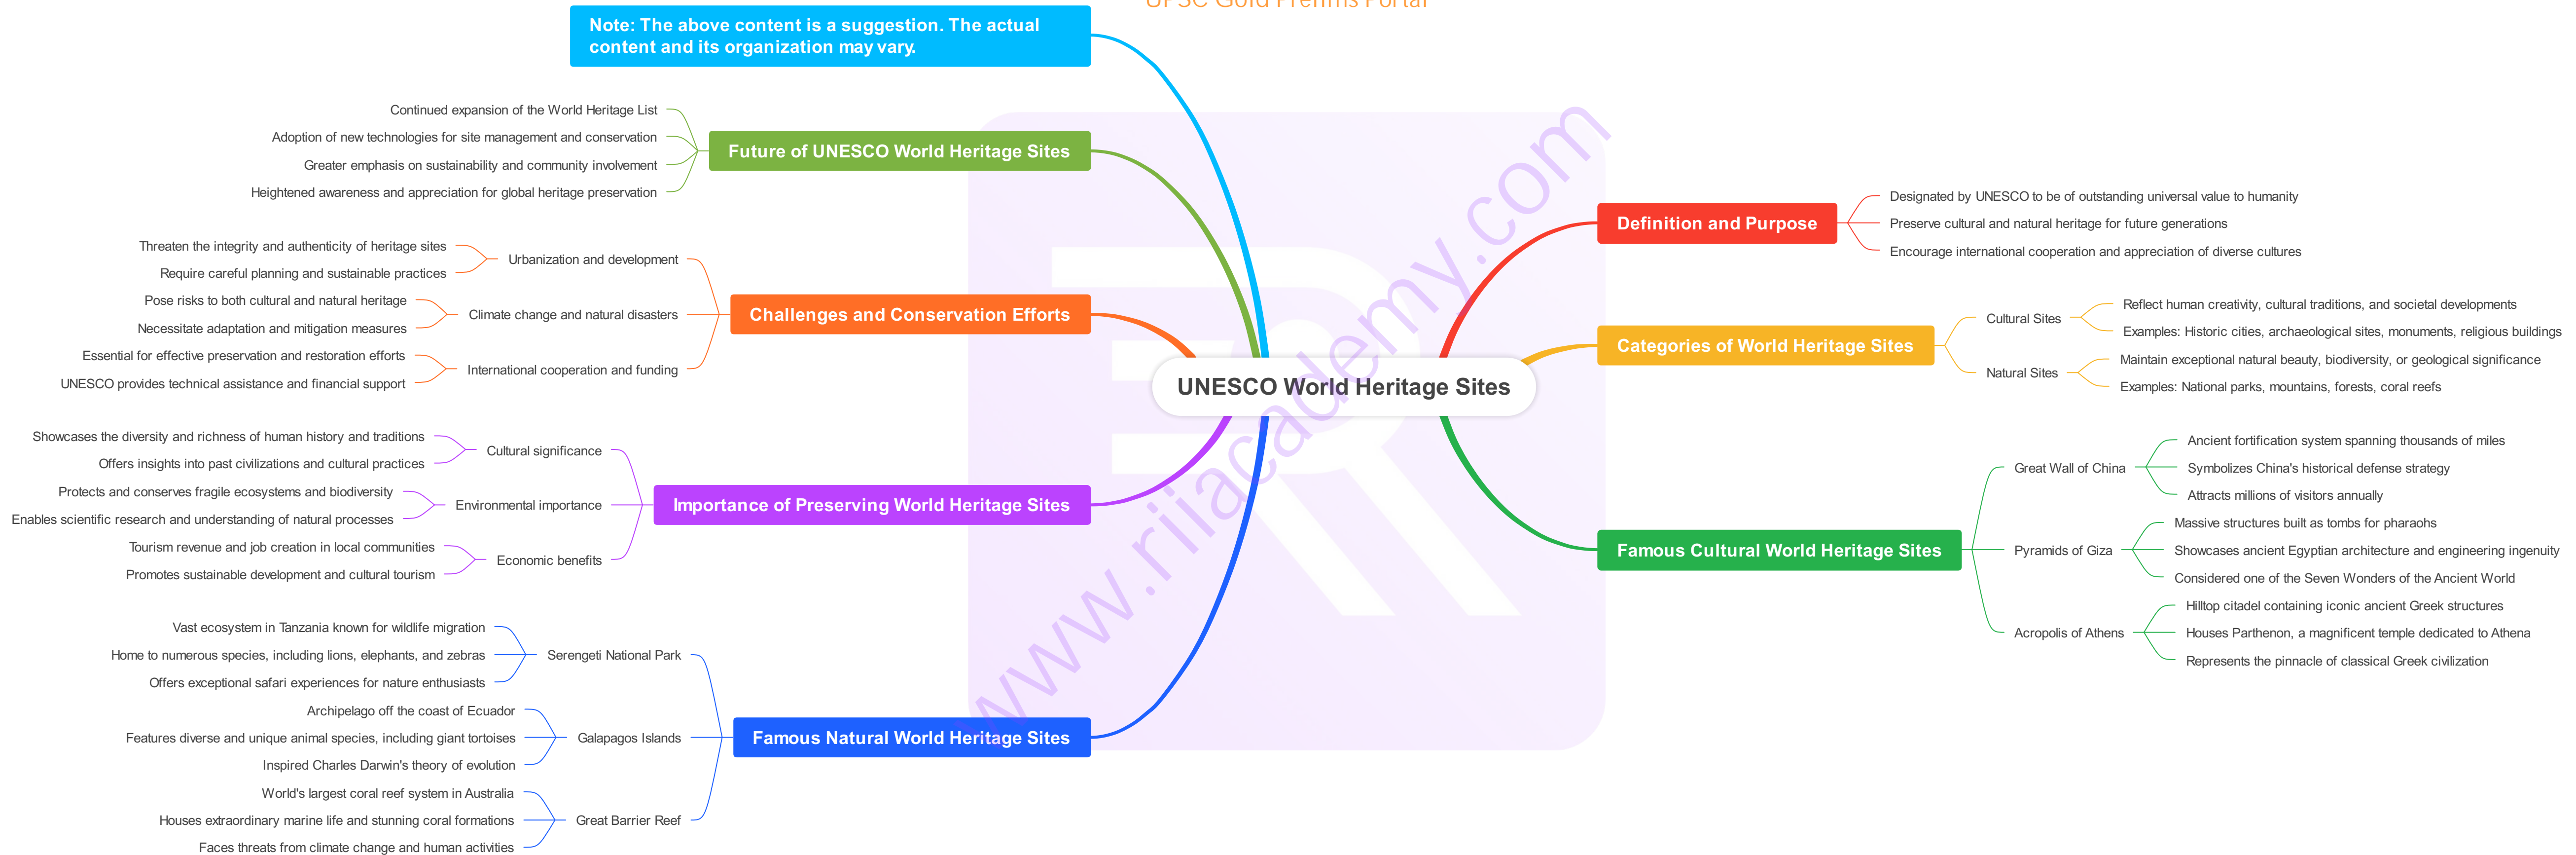 UPSC Gold Prelims Portal
Note: The above content is a suggestion. The actual
content and its organization may vary.
Future of UNESCO World Heritage Sites
Continued expansion of the World Heritage List
Adoption of new technologies for site management and conservation
Greater emphasis on sustainability and community involvement
Heightened awareness and appreciation for global heritage preservation
Challenges and Conservation Efforts
Urbanization and development
Threaten the integrity and authenticity of heritage sites
Require careful planning and sustainable practices
Climate change and natural disasters
Pose risks to both cultural and natural heritage
Necessitate adaptation and mitigation measures
International cooperation and funding
Essential for effective preservation and restoration efforts
UNESCO provides technical assistance and financial support
Importance of Preserving World Heritage Sites
Cultural significance
Showcases the diversity and richness of human history and traditions
Offers insights into past civilizations and cultural practices
Environmental importance
Protects and conserves fragile ecosystems and biodiversity
Enables scientific research and understanding of natural processes
Economic benefits
Tourism revenue and job creation in local communities
Promotes sustainable development and cultural tourism
Famous Natural World Heritage Sites
Serengeti National Park
Vast ecosystem in Tanzania known for wildlife migration
Home to numerous species, including lions, elephants, and zebras
Offers exceptional safari experiences for nature enthusiasts
Galapagos Islands
Archipelago off the coast of Ecuador
Features diverse and unique animal species, including giant tortoises
Inspired Charles Darwin's theory of evolution
Great Barrier Reef
World's largest coral reef system in Australia
Houses extraordinary marine life and stunning coral formations
Faces threats from climate change and human activities
UNESCO World Heritage Sites
Definition and Purpose
Designated by UNESCO to be of outstanding universal value to humanity
Preserve cultural and natural heritage for future generations
Encourage international cooperation and appreciation of diverse cultures
Categories of World Heritage Sites
Cultural Sites
Reflect human creativity, cultural traditions, and societal developments
Examples: Historic cities, archaeological sites, monuments, religious buildings
Natural Sites
Maintain exceptional natural beauty, biodiversity, or geological significance
Examples: National parks, mountains, forests, coral reefs
Famous Cultural World Heritage Sites
Great Wall of China
Ancient fortification system spanning thousands of miles
Symbolizes China's historical defense strategy
Attracts millions of visitors annually
Pyramids of Giza
Massive structures built as tombs for pharaohs
Showcases ancient Egyptian architecture and engineering ingenuity
Considered one of the Seven Wonders of the Ancient World
Acropolis of Athens
Hilltop citadel containing iconic ancient Greek structures
Houses Parthenon, a magnificent temple dedicated to Athena
Represents the pinnacle of classical Greek civilization